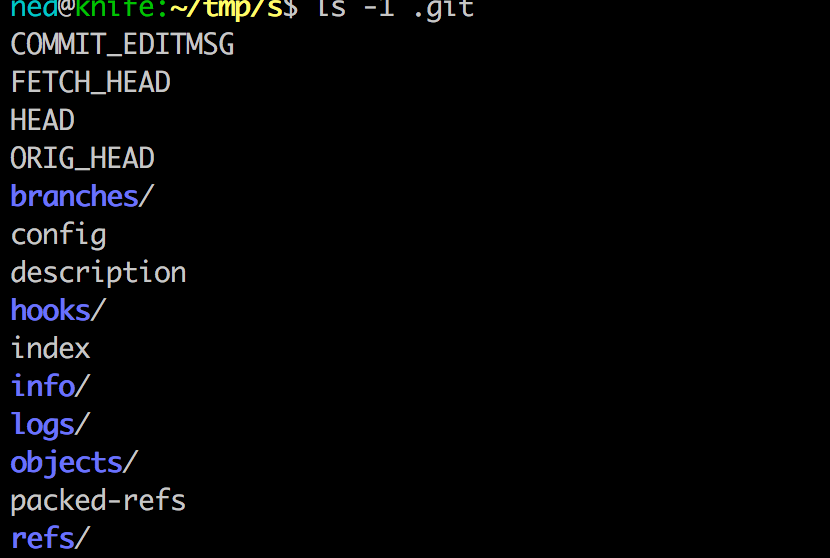 ned@knife:~/tmp/s$ ls -1 .git
COMMIT_EDITMSG
FETCH_HEAD
HEAD
ORIG_HEAD
branches/
config
description
hooks/
index
info/
logs/
objects/
packed-refs
refs/